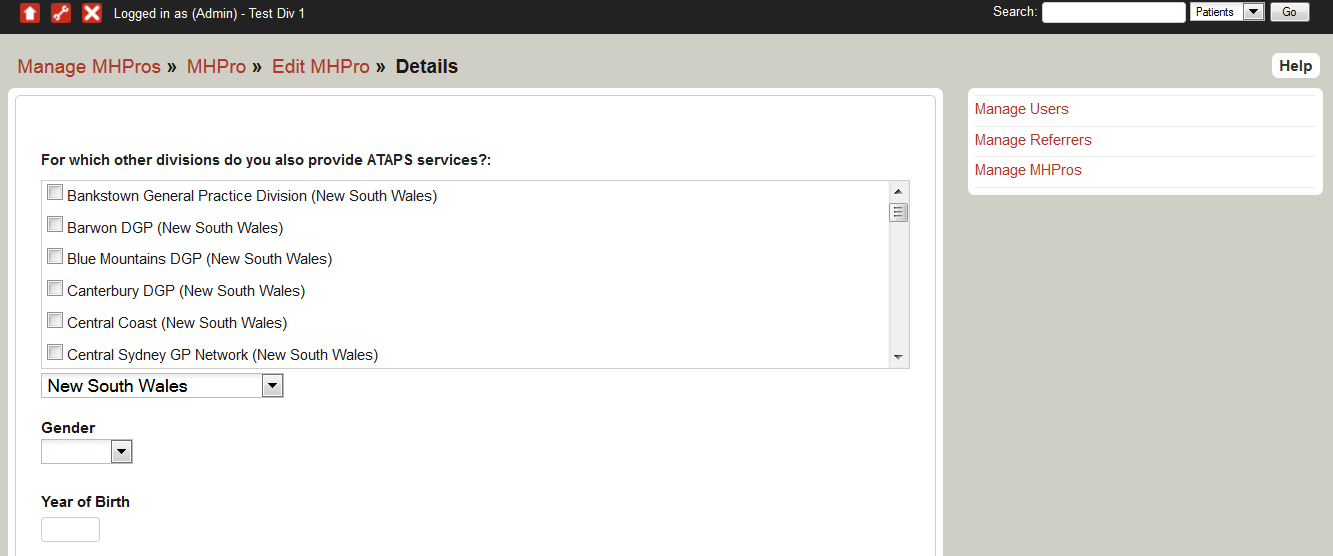 Logged in as (Admin) - Test Div 1
Search:
Patients
Go
Manage MHPros » MHPro » Edit MHPro » Details
Help
For which other divisions do you also provide ATAPS services?:
Bankstown General Practice Division (New South Wales)
Barwon DGP (New South Wales)
Blue Mountains DGP (New South Wales)
Canterbury DGP (New South Wales)
Central Coast (New South Wales)
Central Sydney GP Network (New South Wales)
New South Wales
Gender
Year of Birth
Manage Users
Manage Referrers
Manage MHPros